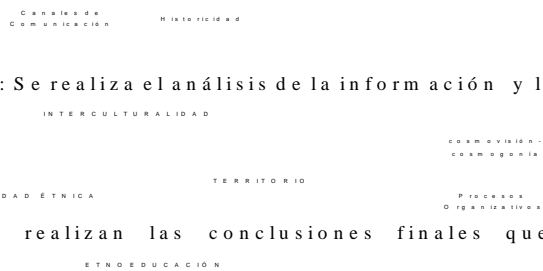 Canales de
Comunicación
Historicidad
: Se realiza el análisis de la información y l
INTERCULTURALIDAD
cosmovisión-
cosmogonía
TERRITORIO
DAD ÉTNICA
Procesos
Organizativos
realizan las conclusiones finales que
ETNOEDUCACIÓN